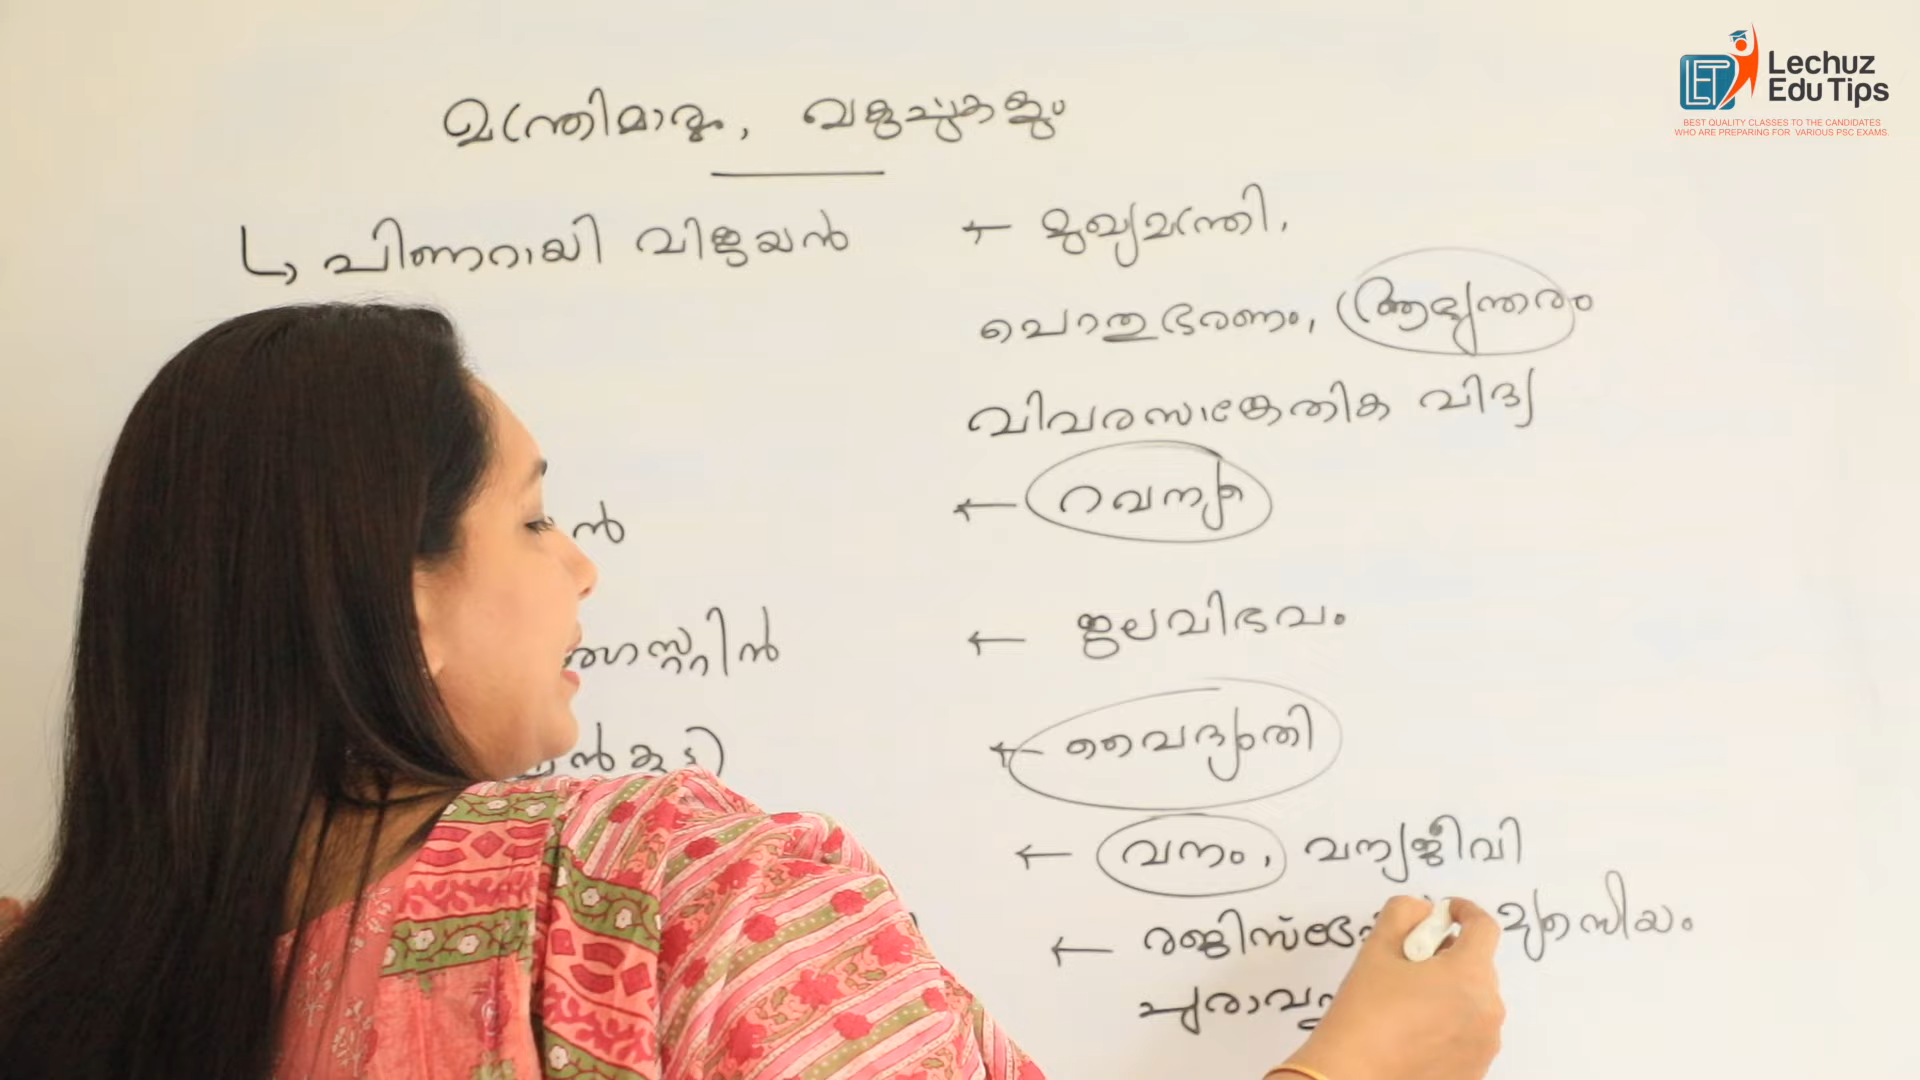 Lechuz
Edu Tips
BEST QUALITY CLASSES TO THE CANDIDATES
WHO ARE PREPARING FOR VARIOUS PSC EXAMS.
മന്ത്രിമാരും, വകുപ്പുകളും
പിണറായി വിജയൻ ← മുഖ്യമന്ത്രി.
പൊതുഭരണം, ആഭ്യന്തരം
വിവരസാങ്കേതിക വിദ്യ
← റവന്യൂ
← ജലവിഭവം
← വൈദ്യുതി
← വനം, വന്യജീവി
← മ്യൂസിയം